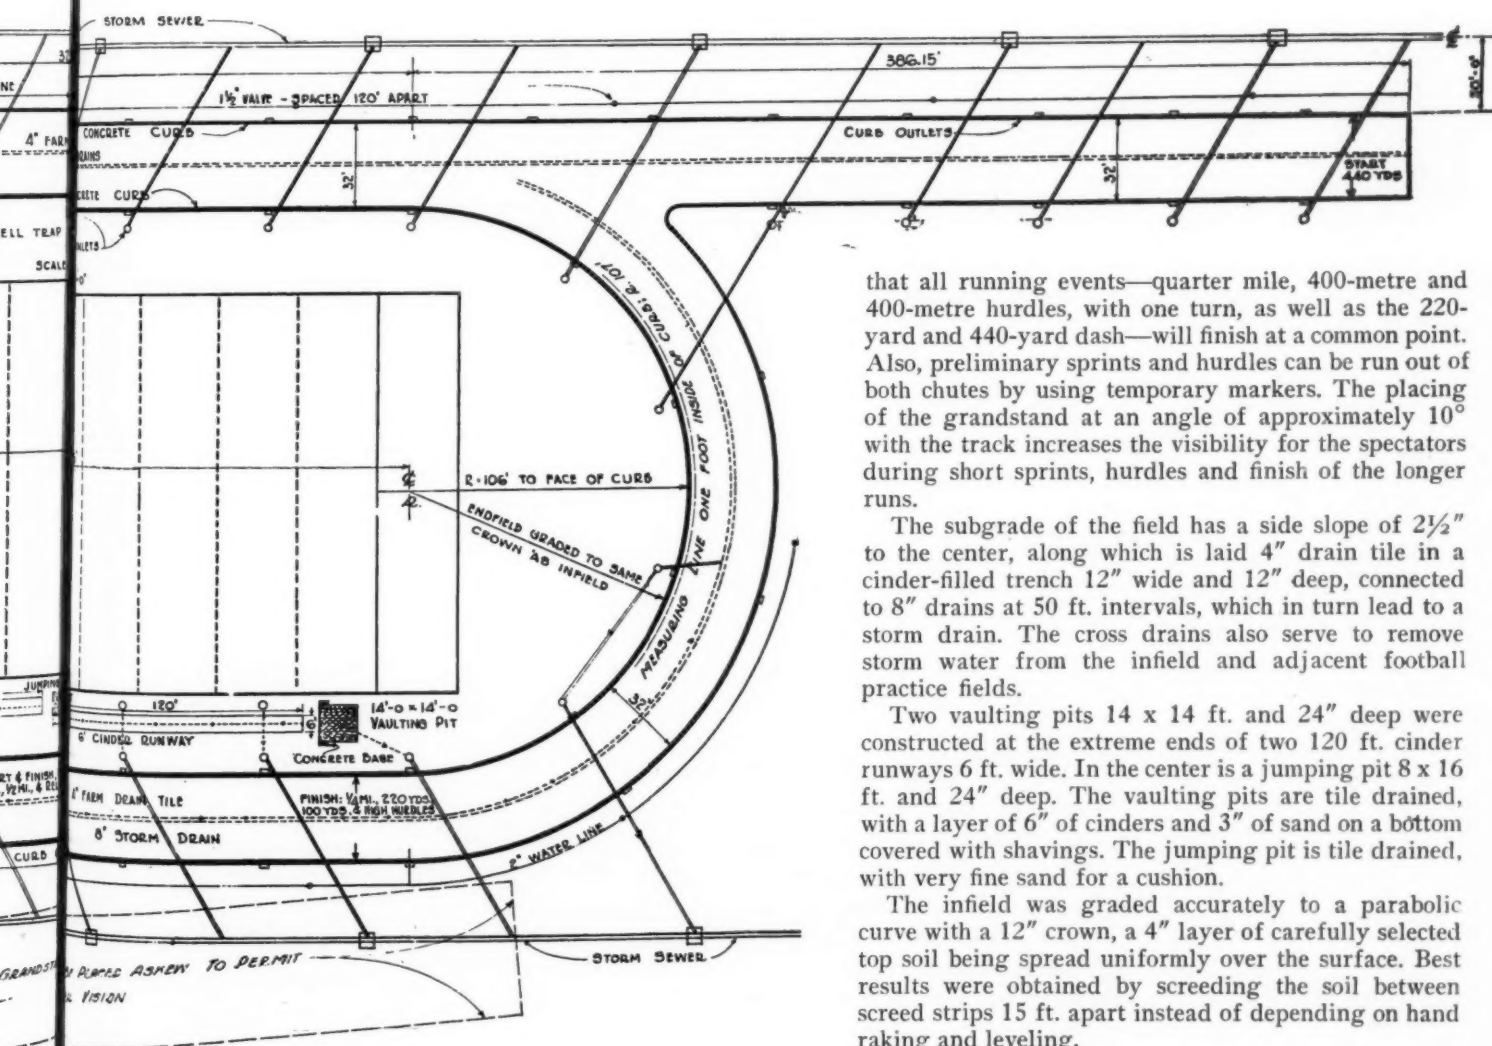 STORM SEWER
386.15'
50'-0"
1½" VALVE - SPACED 120' APART
CONCRETE CURB
4" FARM
DRAINS
CURB OUTLETS
32'
32'
START
440 YDS
CURB
ELL TRAP
INLETS
SCALE
MEASURING LINE ONE FOOT INSIDE OF CURB: R. 107'
R=106' TO FACE OF CURB
ENDFIELD GRADED TO SAME
CROWN AS INFIELD
32'
JUMPING
120'
6'
14'-0 x 14'-0
VAULTING PIT
6' CINDER RUNWAY
CONCRETE BASE
FARM DRAIN TILE
FINISH: ¼ MI., 220 YDS.
100 YDS. & HIGH HURDLES
8" STORM DRAIN
CURB
2" WATER LINE
STORM SEWER
PLACED ASKEW TO PERMIT
VISION
that all running events—quarter mile, 400-metre and
400-metre hurdles, with one turn, as well as the 220-
yard and 440-yard dash—will finish at a common point.
Also, preliminary sprints and hurdles can be run out of
both chutes by using temporary markers. The placing
of the grandstand at an angle of approximately 10°
with the track increases the visibility for the spectators
during short sprints, hurdles and finish of the longer
runs.
The subgrade of the field has a side slope of 2½″
to the center, along which is laid 4″ drain tile in a
cinder-filled trench 12″ wide and 12″ deep, connected
to 8″ drains at 50 ft. intervals, which in turn lead to a
storm drain. The cross drains also serve to remove
storm water from the infield and adjacent football
practice fields.
Two vaulting pits 14 x 14 ft. and 24″ deep were
constructed at the extreme ends of two 120 ft. cinder
runways 6 ft. wide. In the center is a jumping pit 8 x 16
ft. and 24″ deep. The vaulting pits are tile drained,
with a layer of 6″ of cinders and 3″ of sand on a bottom
covered with shavings. The jumping pit is tile drained,
with very fine sand for a cushion.
The infield was graded accurately to a parabolic
curve with a 12″ crown, a 4″ layer of carefully selected
top soil being spread uniformly over the surface. Best
results were obtained by screeding the soil between
screed strips 15 ft. apart instead of depending on hand
raking and leveling.